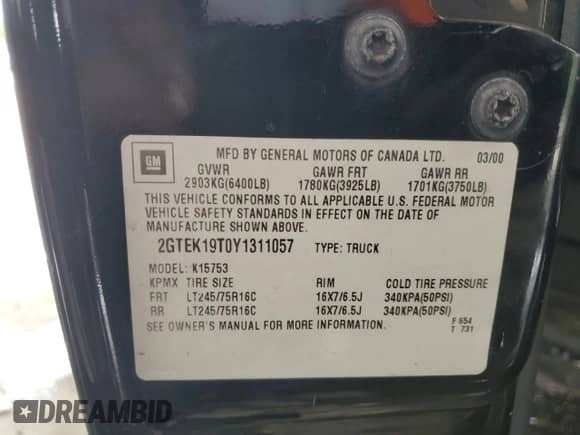 GM
MFD BY GENERAL MOTORS OF CANADA LTD. 03/00
GVWR GAWR FRT GAWR RR
2903KG(6400LB) 1780KG(3925LB) 1701KG(3750LB)
THIS VEHICLE CONFORMS TO ALL APPLICABLE U.S. FEDERAL MOTOR
VEHICLE SAFETY STANDARDS IN EFFECT ON THE DATE OF
MANUFACTURE SHOWN ABOVE.
2GTEK19T0Y1311057 TYPE: TRUCK
MODEL: K15753
KPMX TIRE SIZE RIM COLD TIRE PRESSURE
FRT LT245/75R16C 16X7/6.5J 340KPA(50PSI)
RR LT245/75R16C 16X7/6.5J 340KPA(50PSI)
SEE OWNER'S MANUAL FOR MORE INFORMATION. F 654
T 731
DREAMBID